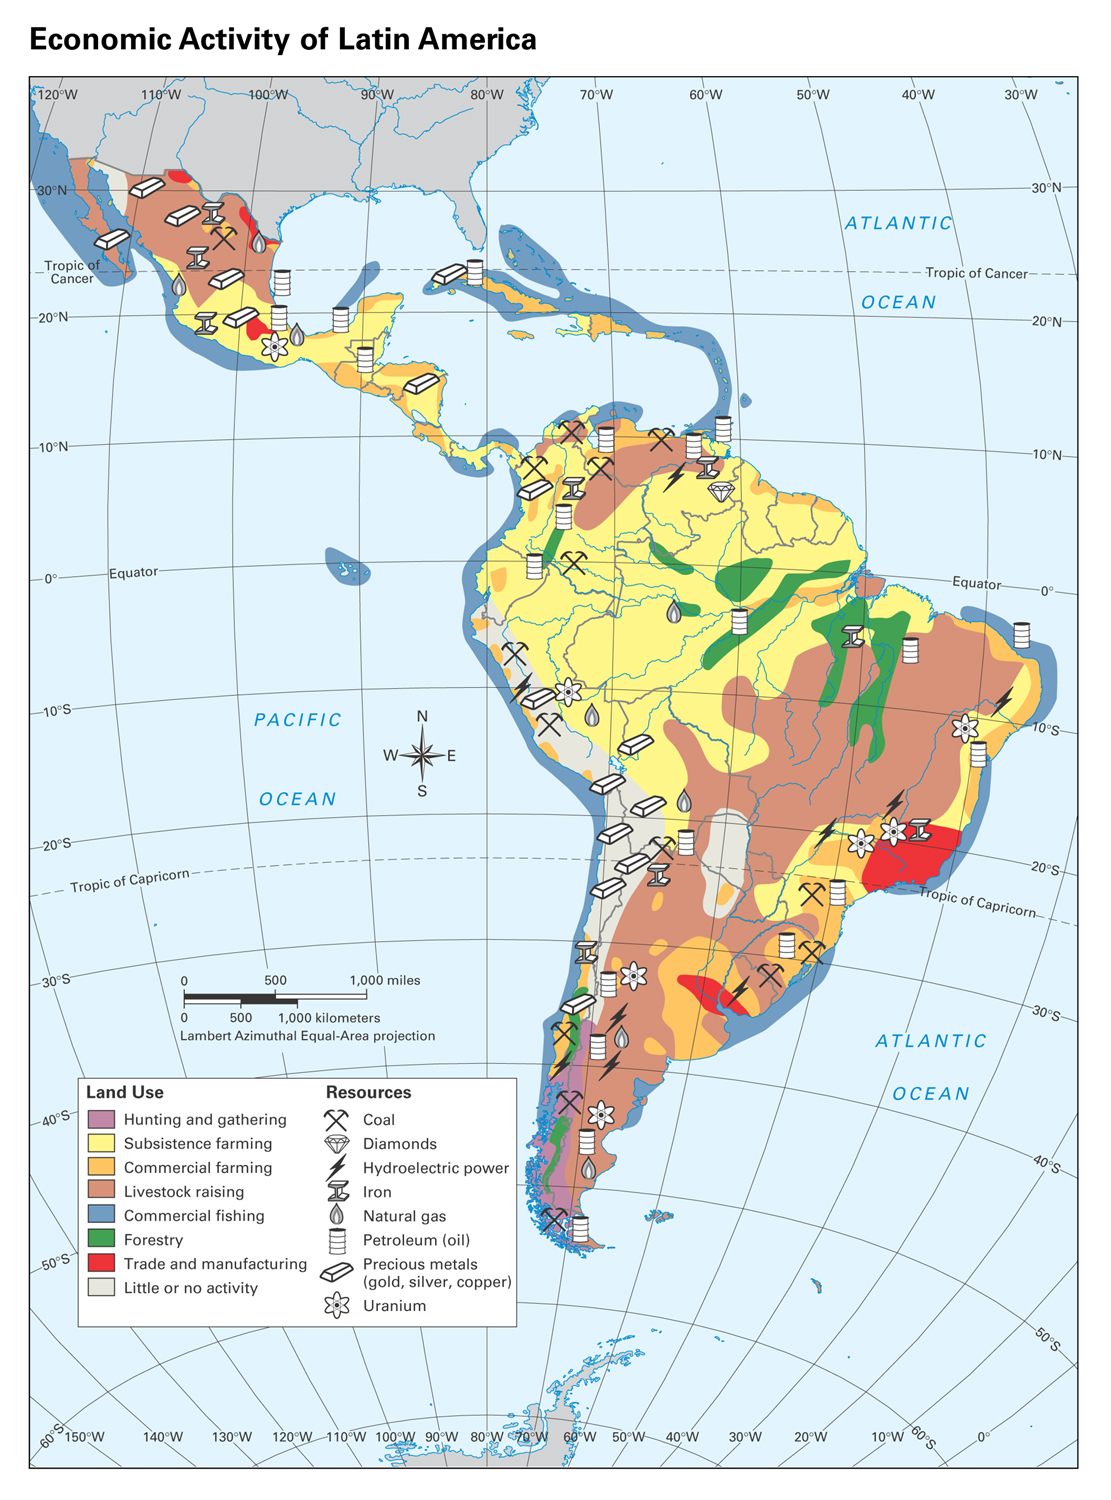 Economic Activity of Latin America
120°W 110°W 100°W 90°W 80°W 70°W 60°W 50°W 40°W 30°W
30°N 30°N
ATLANTIC
OCEAN
Tropic of
Cancer
Tropic of Cancer
20°N 20°N
10°N 10°N
Equator
Equator
0° 0°
10°S 10°S
PACIFIC
OCEAN
N
W E
S
20°S 20°S
Tropic of Capricorn
Tropic of Capricorn
30°S 30°S
0 500 1,000 miles
0 500 1,000 kilometers
Lambert Azimuthal Equal-Area projection
ATLANTIC
OCEAN
40°S 40°S
50°S 50°S
60°S 60°S
Land Use
Hunting and gathering
Subsistence farming
Commercial farming
Livestock raising
Commercial fishing
Forestry
Trade and manufacturing
Little or no activity
Resources
Coal
Diamonds
Hydroelectric power
Iron
Natural gas
Petroleum (oil)
Precious metals
(gold, silver, copper)
Uranium
150°W 140°W 130°W 120°W 110°W 100°W 90°W 80°W 70°W 60°W 50°W 40°W 30°W 20°W 10°W 0°